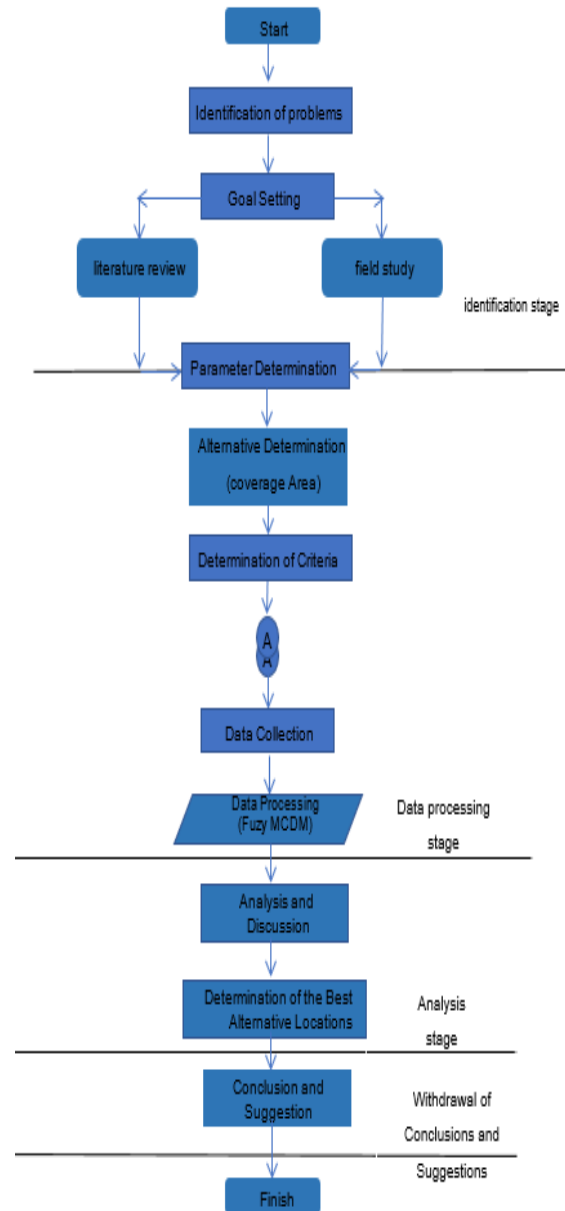 Start
Identification of problems
Goal Setting
literature review
field study
identification stage
Parameter Determination
Alternative Determination
(coverage Area)
Determination of Criteria
A
A
Data Collection
Data Processing
(Fuzy MCDM)
Data processing
stage
Analysis and
Discussion
Determination of the Best
Alternative Locations
Analysis
stage
Conclusion and
Suggestion
Withdrawal of
Conclusions and
Suggestions
Finish